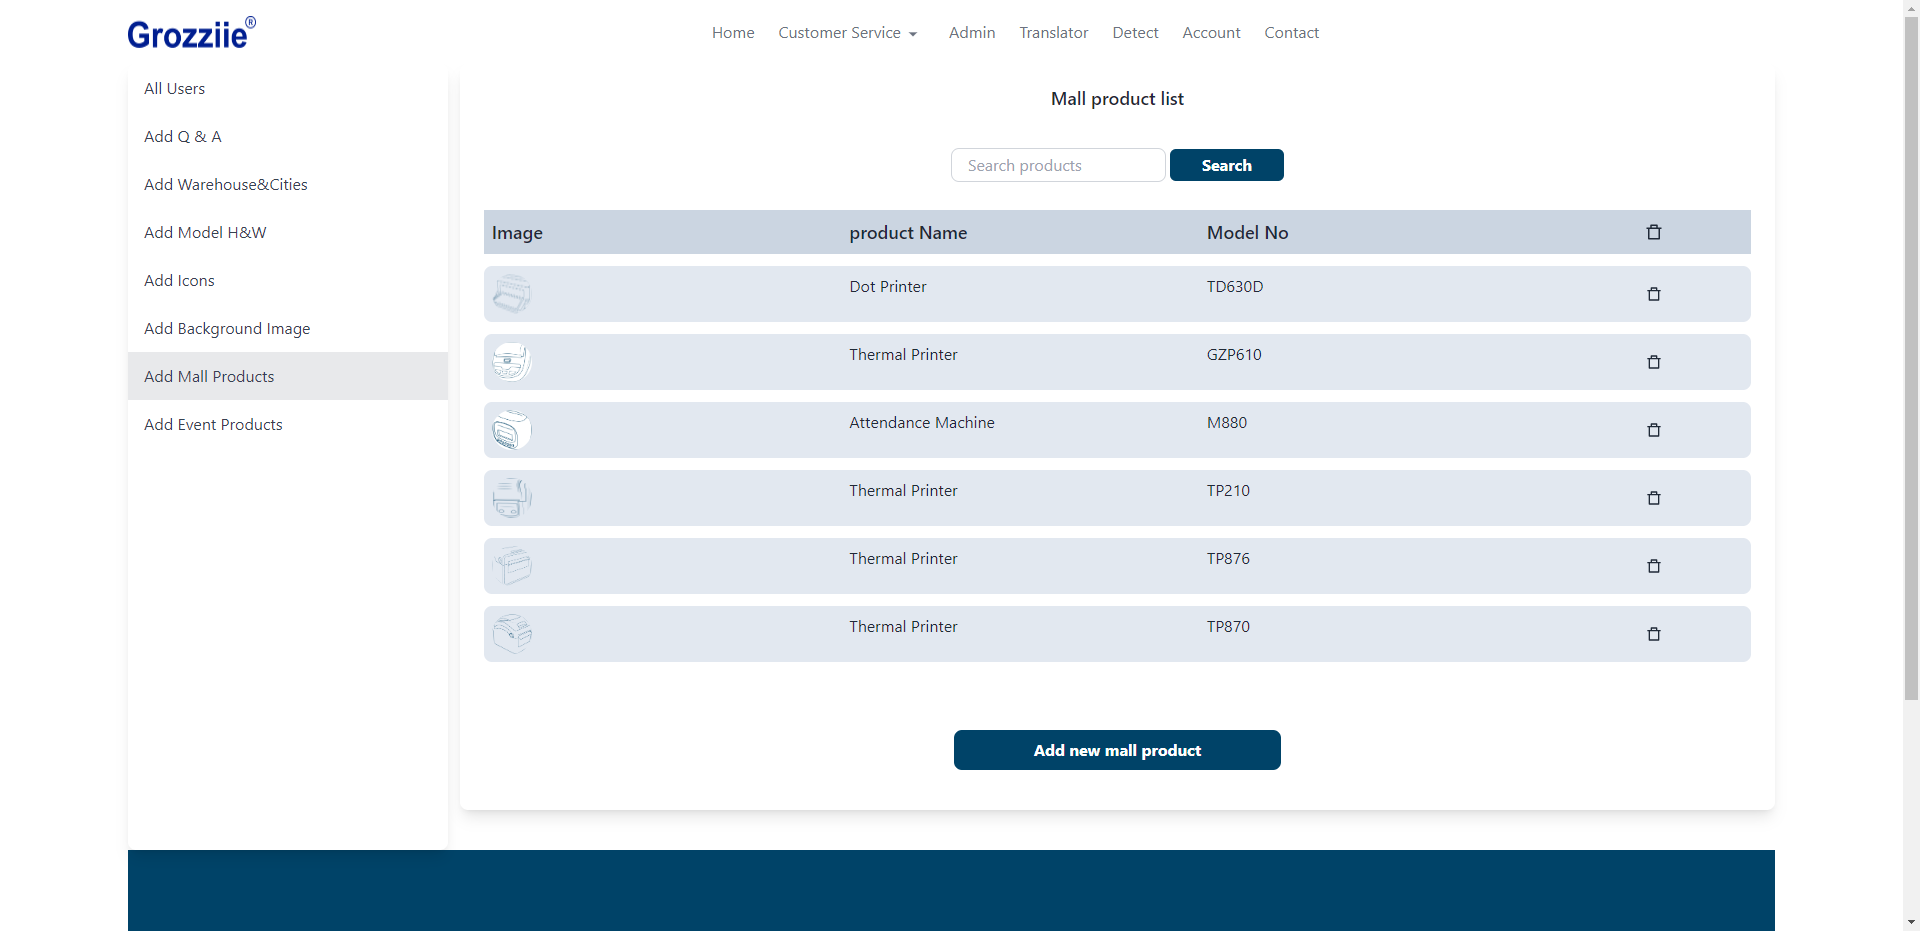 Grozziie®
Home Customer Service Admin Translator Detect Account Contact
All Users
Add Q & A
Add Warehouse&Cities
Add Model H&W
Add Icons
Add Background Image
Add Mall Products
Add Event Products
Mall product list
Search products Search
Image product Name Model No
Dot Printer TD630D
Thermal Printer GZP610
Attendance Machine M880
Thermal Printer TP210
Thermal Printer TP876
Thermal Printer TP870
Add new mall product